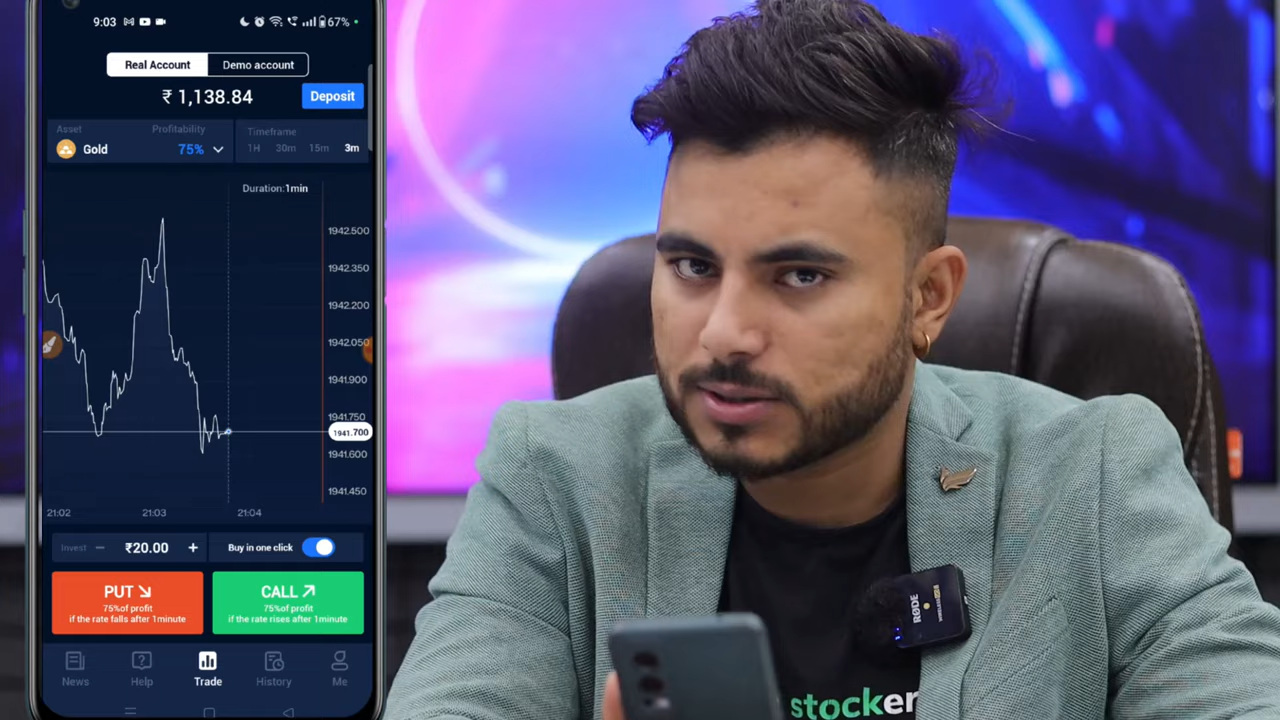 9:03
67%
Real Account
Demo account
₹ 1,138.84
Deposit
Asset
Profitability
Timeframe
Gold
75%
1H 30m 15m 3m
Duration:1min
1942.500
1942.350
1942.200
1942.050
1941.900
1941.750
1941.700
1941.600
1941.450
21:02
21:03
21:04
Invest
−
₹20.00
+
Buy in one click
PUT
75%of profit
if the rate falls after 1minute
CALL
75%of profit
if the rate rises after 1minute
News
Help
Trade
History
Me
RØDE
stocker